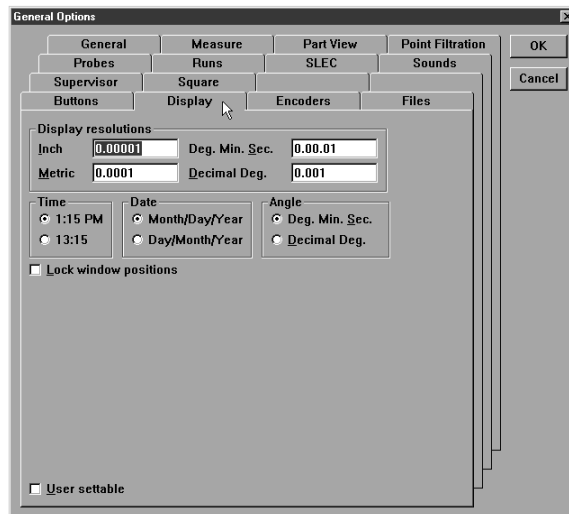 General Options
General Measure Part View Point Filtration
Probes Runs SLEC Sounds
Supervisor Square
Buttons Display Encoders Files
OK
Cancel
Display resolutions
Inch 0.00001 Deg. Min. Sec. 0.00.01
Metric 0.0001 Decimal Deg. 0.001
Time Date Angle
1:15 PM Month/Day/Year Deg. Min. Sec.
13:15 Day/Month/Year Decimal Deg.
Lock window positions
User settable